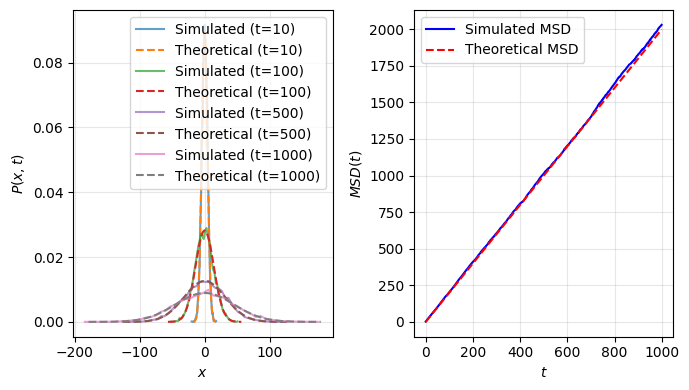 Simulated (t=10)
Theoretical (t=10)
Simulated (t=100)
Theoretical (t=100)
Simulated (t=500)
Theoretical (t=500)
Simulated (t=1000)
Theoretical (t=1000)
0.08
0.06
0.04
0.02
0.00
P(x, t)
−200
−100
0
100
x
Simulated MSD
Theoretical MSD
2000
1750
1500
1250
1000
750
500
250
0
MSD(t)
0
200
400
600
800
1000
t